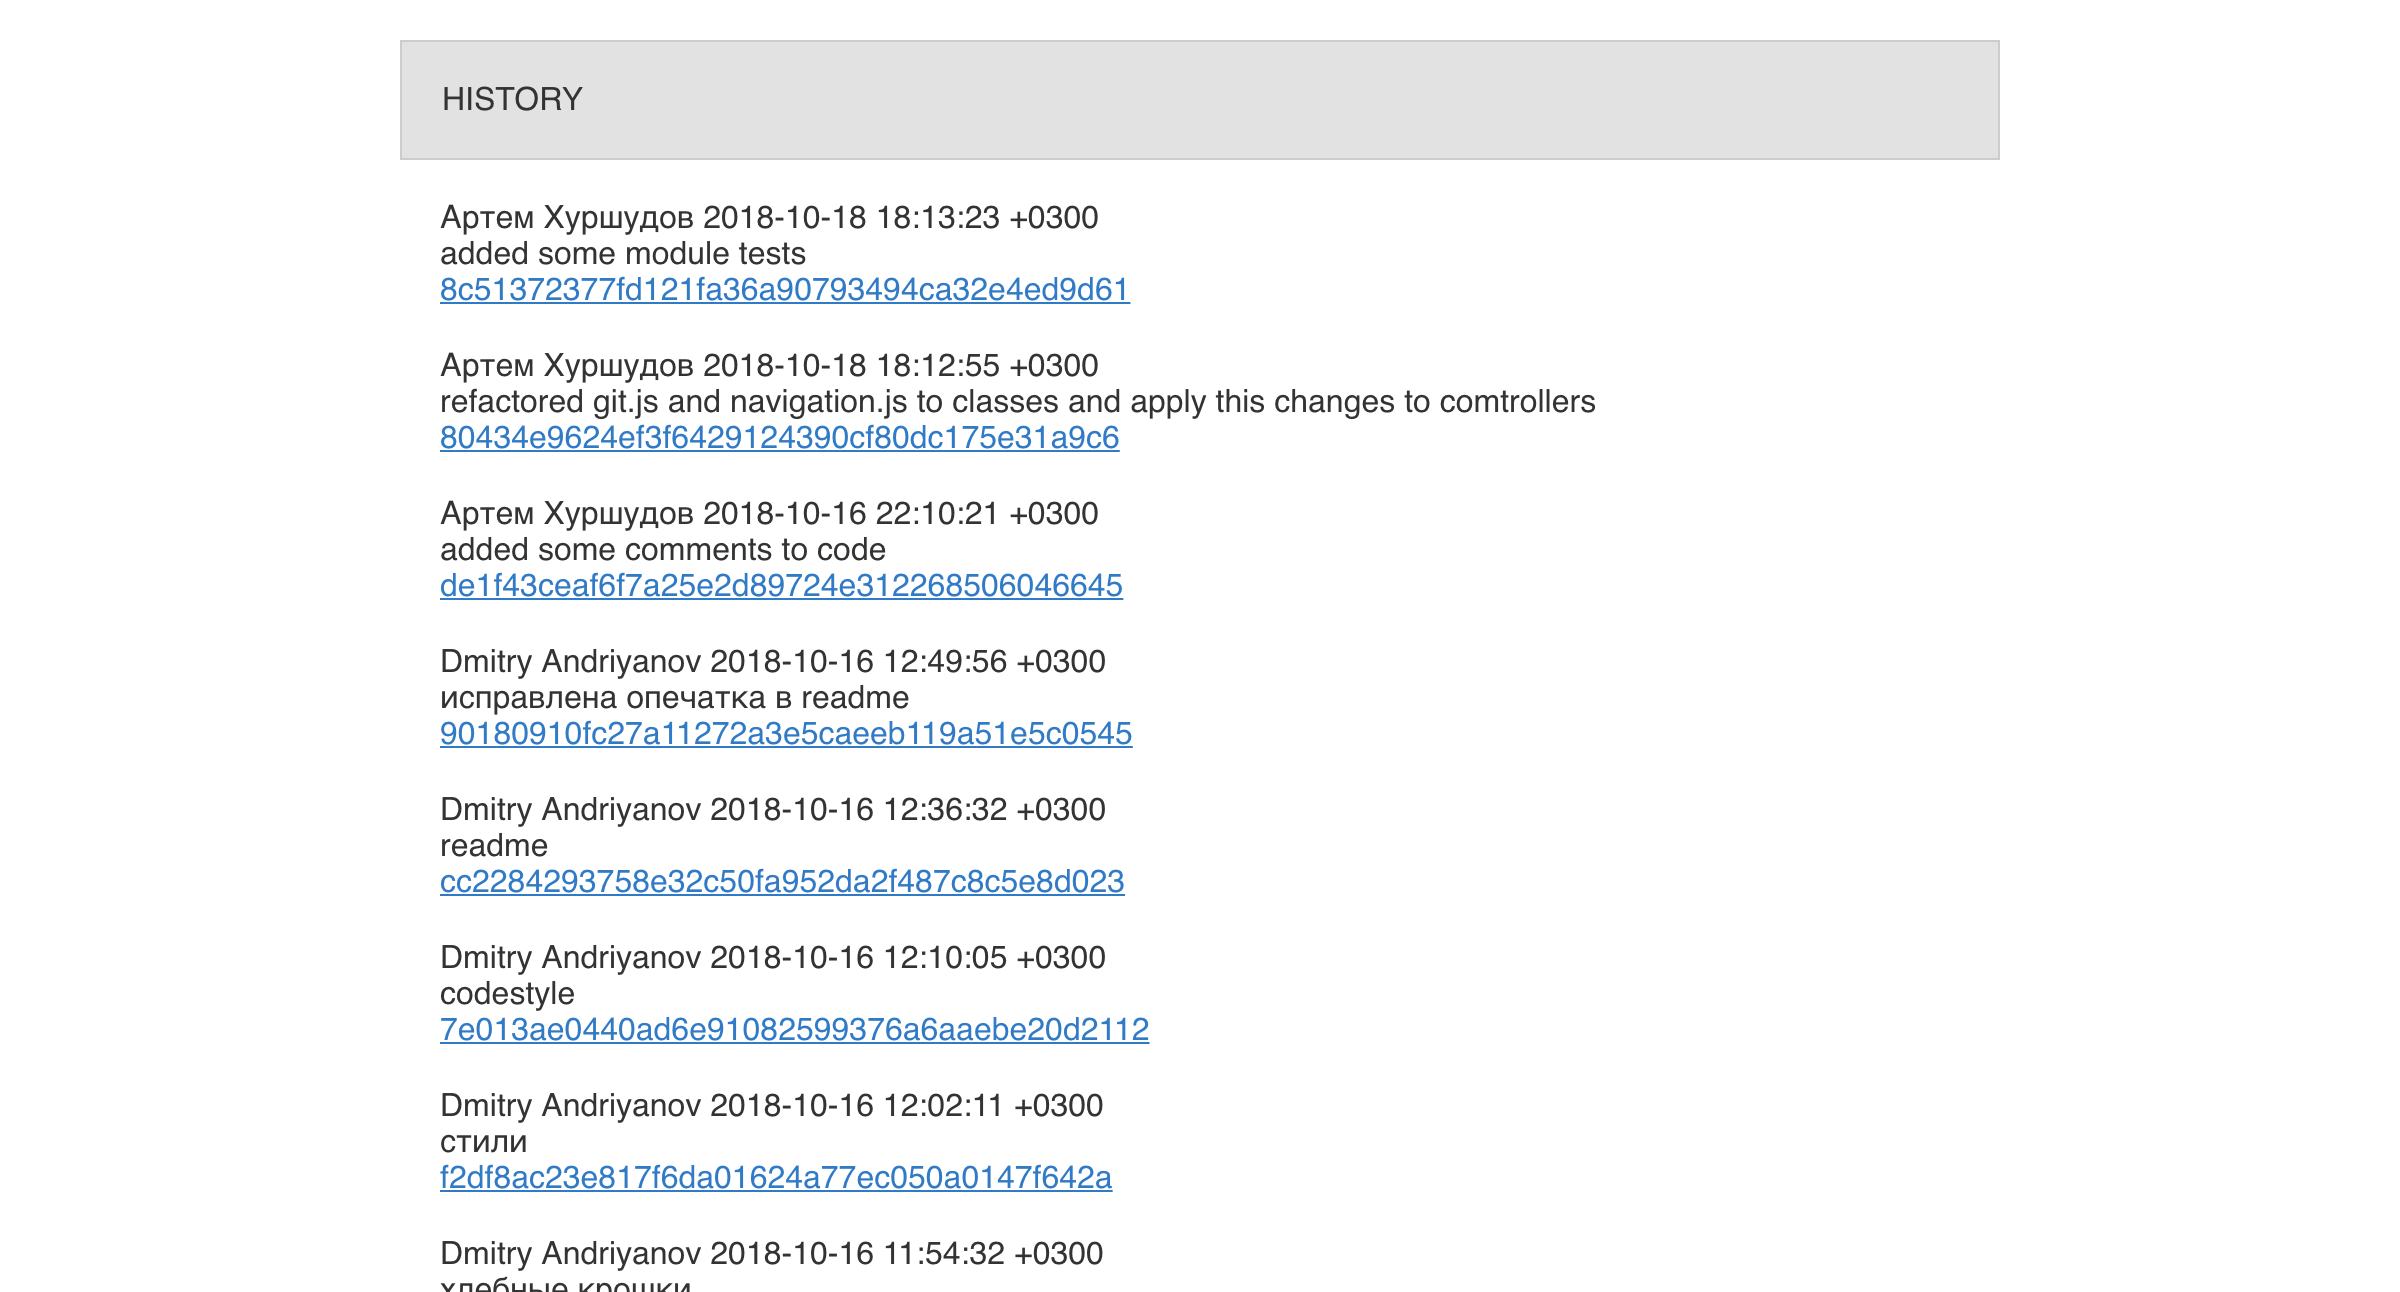 HISTORY
Артем Хуршудов 2018-10-18 18:13:23 +0300
added some module tests
8c51372377fd121fa36a90793494ca32e4ed9d61
Артем Хуршудов 2018-10-18 18:12:55 +0300
refactored git.js and navigation.js to classes and apply this changes to comtrollers
80434e9624ef3f6429124390cf80dc175e31a9c6
Артем Хуршудов 2018-10-16 22:10:21 +0300
added some comments to code
de1f43ceaf6f7a25e2d89724e312268506046645
Dmitry Andriyanov 2018-10-16 12:49:56 +0300
исправлена опечатка в readme
90180910fc27a11272a3e5caeeb119a51e5c0545
Dmitry Andriyanov 2018-10-16 12:36:32 +0300
readme
cc2284293758e32c50fa952da2f487c8c5e8d023
Dmitry Andriyanov 2018-10-16 12:10:05 +0300
codestyle
7e013ae0440ad6e91082599376a6aaebe20d2112
Dmitry Andriyanov 2018-10-16 12:02:11 +0300
стили
f2df8ac23e817f6da01624a77ec050a0147f642a
Dmitry Andriyanov 2018-10-16 11:54:32 +0300
хлебные крошки